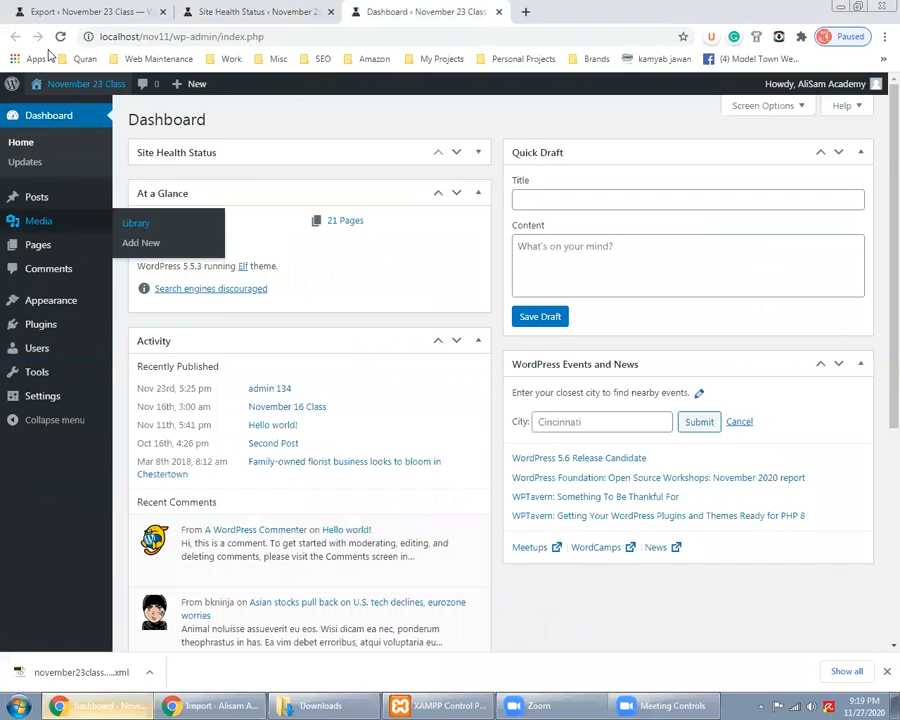 Export ‹ November 23 Class — W
Site Health Status ‹ November 2
Dashboard ‹ November 23 Class
localhost/nov11/wp-admin/index.php
Paused
Apps
Quran
Web Maintenance
Work
Misc
SEO
Amazon
My Projects
Personal Projects
Brands
kamyab jawan
(4) Model Town We...
November 23 Class
0
New
Howdy, AliSam Academy
Dashboard
Home
Updates
Posts
Media
Library
Add New
Pages
Comments
Appearance
Plugins
Users
Tools
Settings
Collapse menu
Dashboard
Screen Options
Help
Site Health Status
At a Glance
21 Pages
WordPress 5.5.3 running Elf theme.
Search engines discouraged
Activity
Recently Published
Nov 23rd, 5:25 pm admin 134
Nov 16th, 3:00 am November 16 Class
Nov 11th, 5:41 pm Hello world!
Oct 16th, 4:26 pm Second Post
Mar 8th 2018, 8:12 am Family-owned florist business looks to bloom in
Chestertown
Recent Comments
From A WordPress Commenter on Hello world!
Hi, this is a comment. To get started with moderating, editing, and
deleting comments, please visit the Comments screen in...
From bkninja on Asian stocks pull back on U.S. tech declines, eurozone
worries
Animal noluisse assueverit eu eos. Wisi dicam ea nec, ponderum
theophrastus in has. Ea vim debet erroribus, atqui voluptatum eu...
Quick Draft
Title
Content
What's on your mind?
Save Draft
WordPress Events and News
Enter your closest city to find nearby events.
City: Cincinnati Submit Cancel
WordPress 5.6 Release Candidate
WordPress Foundation: Open Source Workshops: November 2020 report
WPTavern: Something To Be Thankful For
WPTavern: Getting Your WordPress Plugins and Themes Ready for PHP 8
Meetups | WordCamps | News
november23class.....xml
Show all
Dashboard ‹ Nove...
Import ‹ Alisam A...
Downloads
XAMPP Control P...
Zoom
Meeting Controls
9:19 PM
11/27/2020